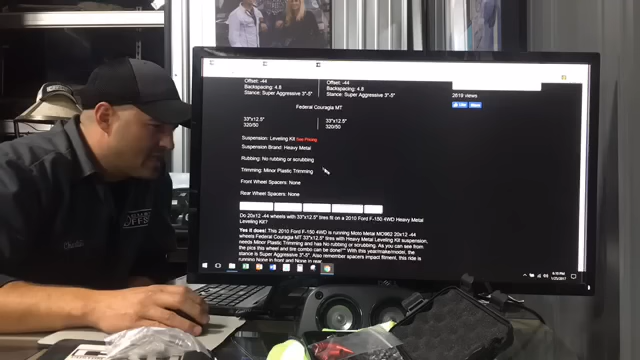 Offset: -44 Offset: -44
Backspacing: 4.8 Backspacing: 4.8
Stance: Super Aggressive 3"-5" Stance: Super Aggressive 3"-5"
2619 views
Like Share
Federal Couragia MT
33"x12.5" 33"x12.5"
320/50 320/50
Suspension: Leveling Kit See Pricing
Suspension Brand: Heavy Metal
Rubbing: No rubbing or scrubbing
Trimming: Minor Plastic Trimming
Front Wheel Spacers: None
Rear Wheel Spacers: None
Do 20x12 -44 wheels with 33"x12.5" tires fit on a 2010 Ford F-150 4WD Heavy Metal
Leveling Kit?
Yes it does! This 2010 Ford F-150 4WD is running Moto Metal MO962 20x12 -44
wheels Federal Couragia MT 33"x12.5" tires with Heavy Metal Leveling Kit suspension,
needs Minor Plastic Trimming and has No rubbing or scrubbing. As you can see from
the pics this wheel and tire combo can be done!** With this year/make/model, the
stance is Super Aggressive 3"-5". Also remember spacers impact fitment, this ride is
running None in front and None in rear.
4:10 PM
1/25/2017